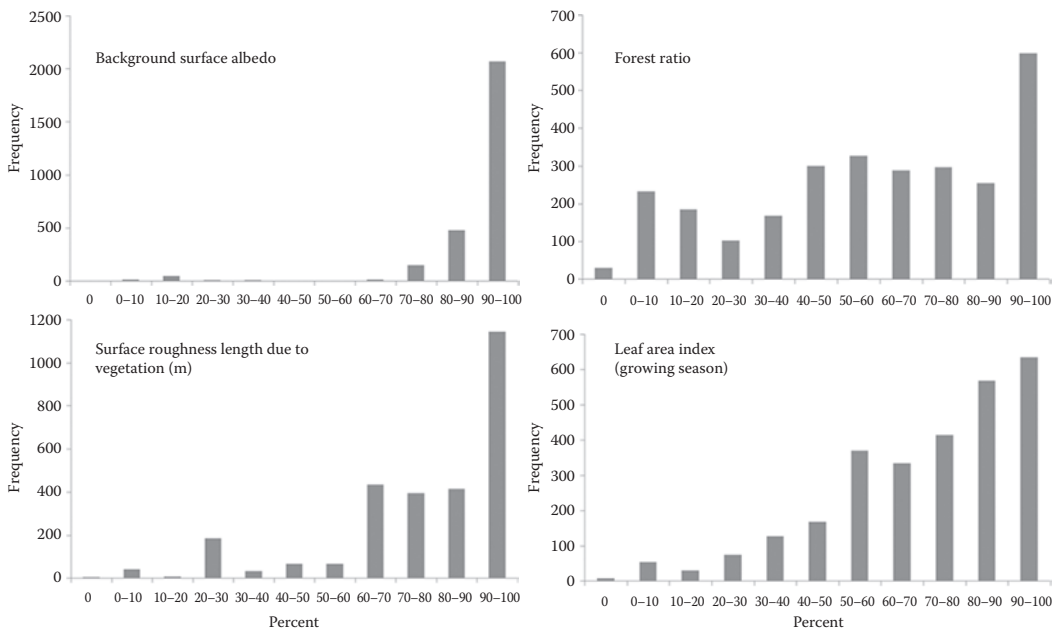 2500
2000
1500
1000
500
0
Frequency
Background surface albedo
0 0–10 10–20 20–30 30–40 40–50 50–60 60–70 70–80 80–90 90–100
700
600
500
400
300
200
100
0
Frequency
Forest ratio
0 0–10 10–20 20–30 30–40 40–50 50–60 60–70 70–80 80–90 90–100
1200
1000
800
600
400
200
0
Frequency
Surface roughness length due to
vegetation (m)
0 0–10 10–20 20–30 30–40 40–50 50–60 60–70 70–80 80–90 90–100
Percent
700
600
500
400
300
200
100
0
Frequency
Leaf area index
(growing season)
0 0–10 10–20 20–30 30–40 40–50 50–60 60–70 70–80 80–90 90–100
Percent